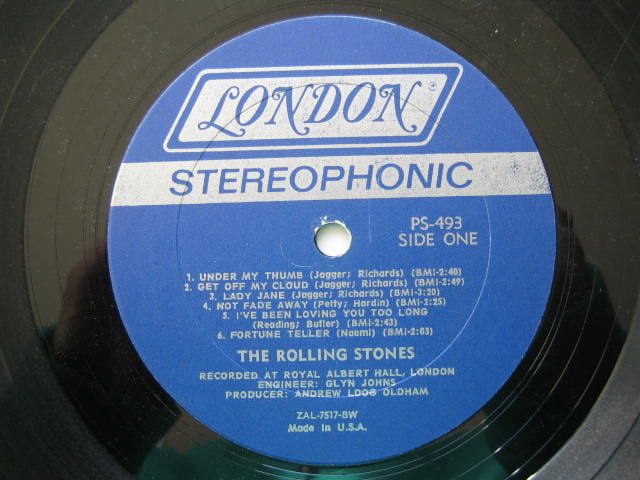 LONDON
STEREOPHONIC
PS-493
SIDE ONE
1. UNDER MY THUMB (Jagger; Richards) (BMI-2:40)
2. GET OFF MY CLOUD (Jagger; Richards) (BMI-2:49)
3. LADY JANE (Jagger; Richards) (BMI-3:20)
4. NOT FADE AWAY (Petty; Hardin) (BMI-2:25)
5. I'VE BEEN LOVING YOU TOO LONG
(Reading; Butler) (BMI-2:43)
6. FORTUNE TELLER (Naomi) (BMI-2:03)
THE ROLLING STONES
RECORDED AT ROYAL ALBERT HALL, LONDON
ENGINEER: GLYN JOHNS
PRODUCER: ANDREW LOOG OLDHAM
ZAL-7517-BW
Made in U.S.A.